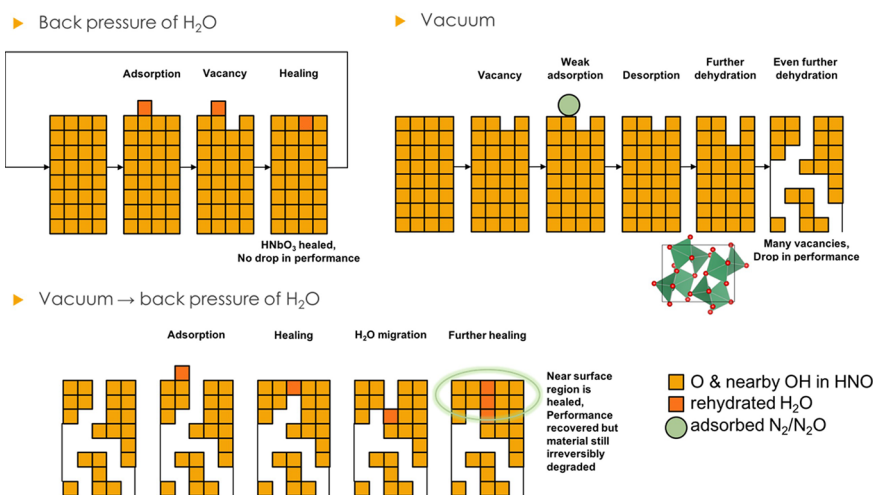 Back pressure of H₂O
Adsorption
Vacancy
Healing
HNbO₃ healed,
No drop in performance
Vacuum
Vacancy
Weak
adsorption
Desorption
Further
dehydration
Even further
dehydration
Many vacancies,
Drop in performance
Vacuum → back pressure of H₂O
Adsorption
Healing
H₂O migration
Further healing
Near surface
region is
healed,
Performance
recovered but
material still
irreversibly
degraded
O & nearby OH in HNO
rehydrated H₂O
adsorbed N₂/N₂O